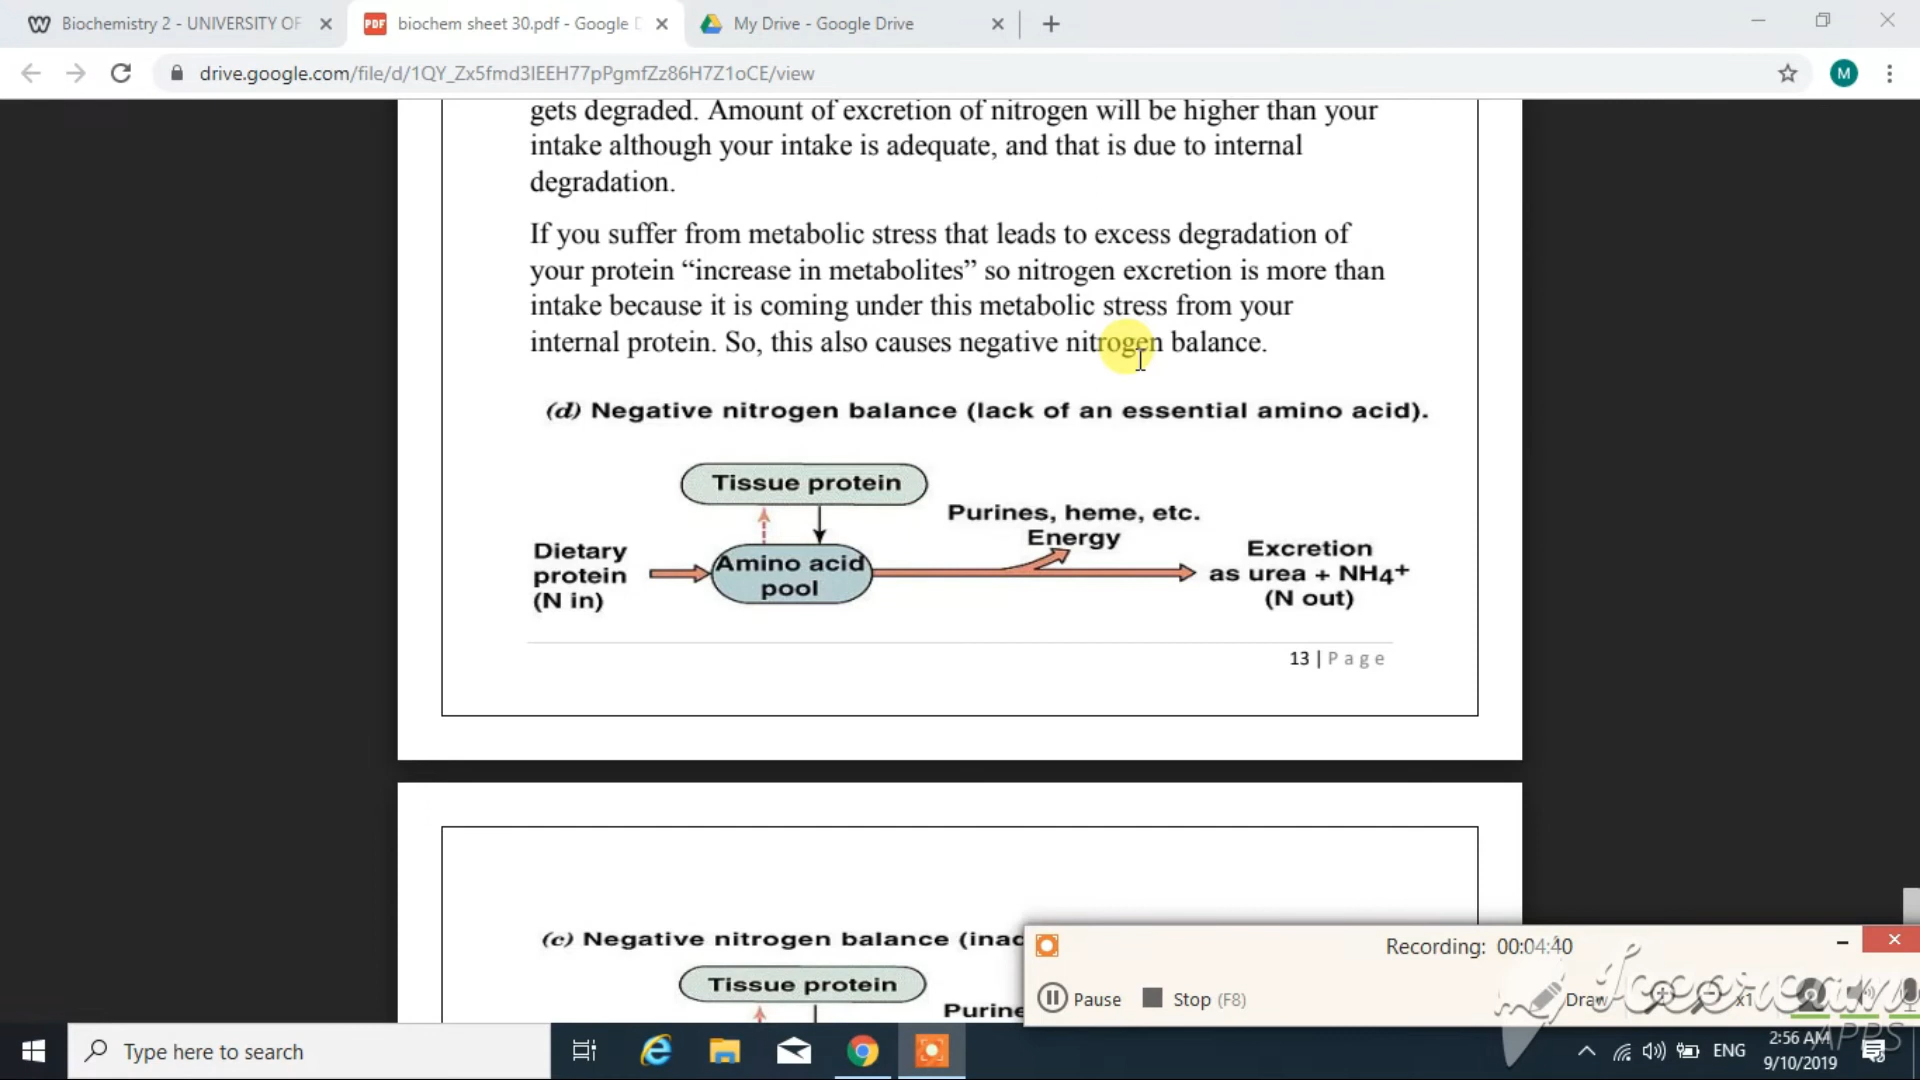 Biochemistry 2 - UNIVERSITY OF
biochem sheet 30.pdf - Google D
My Drive - Google Drive
drive.google.com/file/d/1QY_Zx5fmd3IEEH77pPgmfZz86H7Z1oCE/view
M
gets degraded. Amount of excretion of nitrogen will be higher than your
intake although your intake is adequate, and that is due to internal
degradation.
If you suffer from metabolic stress that leads to excess degradation of
your protein “increase in metabolites” so nitrogen excretion is more than
intake because it is coming under this metabolic stress from your
internal protein. So, this also causes negative nitrogen balance.
(d) Negative nitrogen balance (lack of an essential amino acid).
Tissue protein
Purines, heme, etc.
Energy
Dietary
protein
(N in)
Amino acid
pool
Excretion
as urea + NH4+
(N out)
13 | Page
(c) Negative nitrogen balance (inad
Tissue protein
Purine
Recording: 00:04:40
Pause
Stop (F8)
Draw
x1
APPS
Type here to search
ENG
2:56 AM
9/10/2019